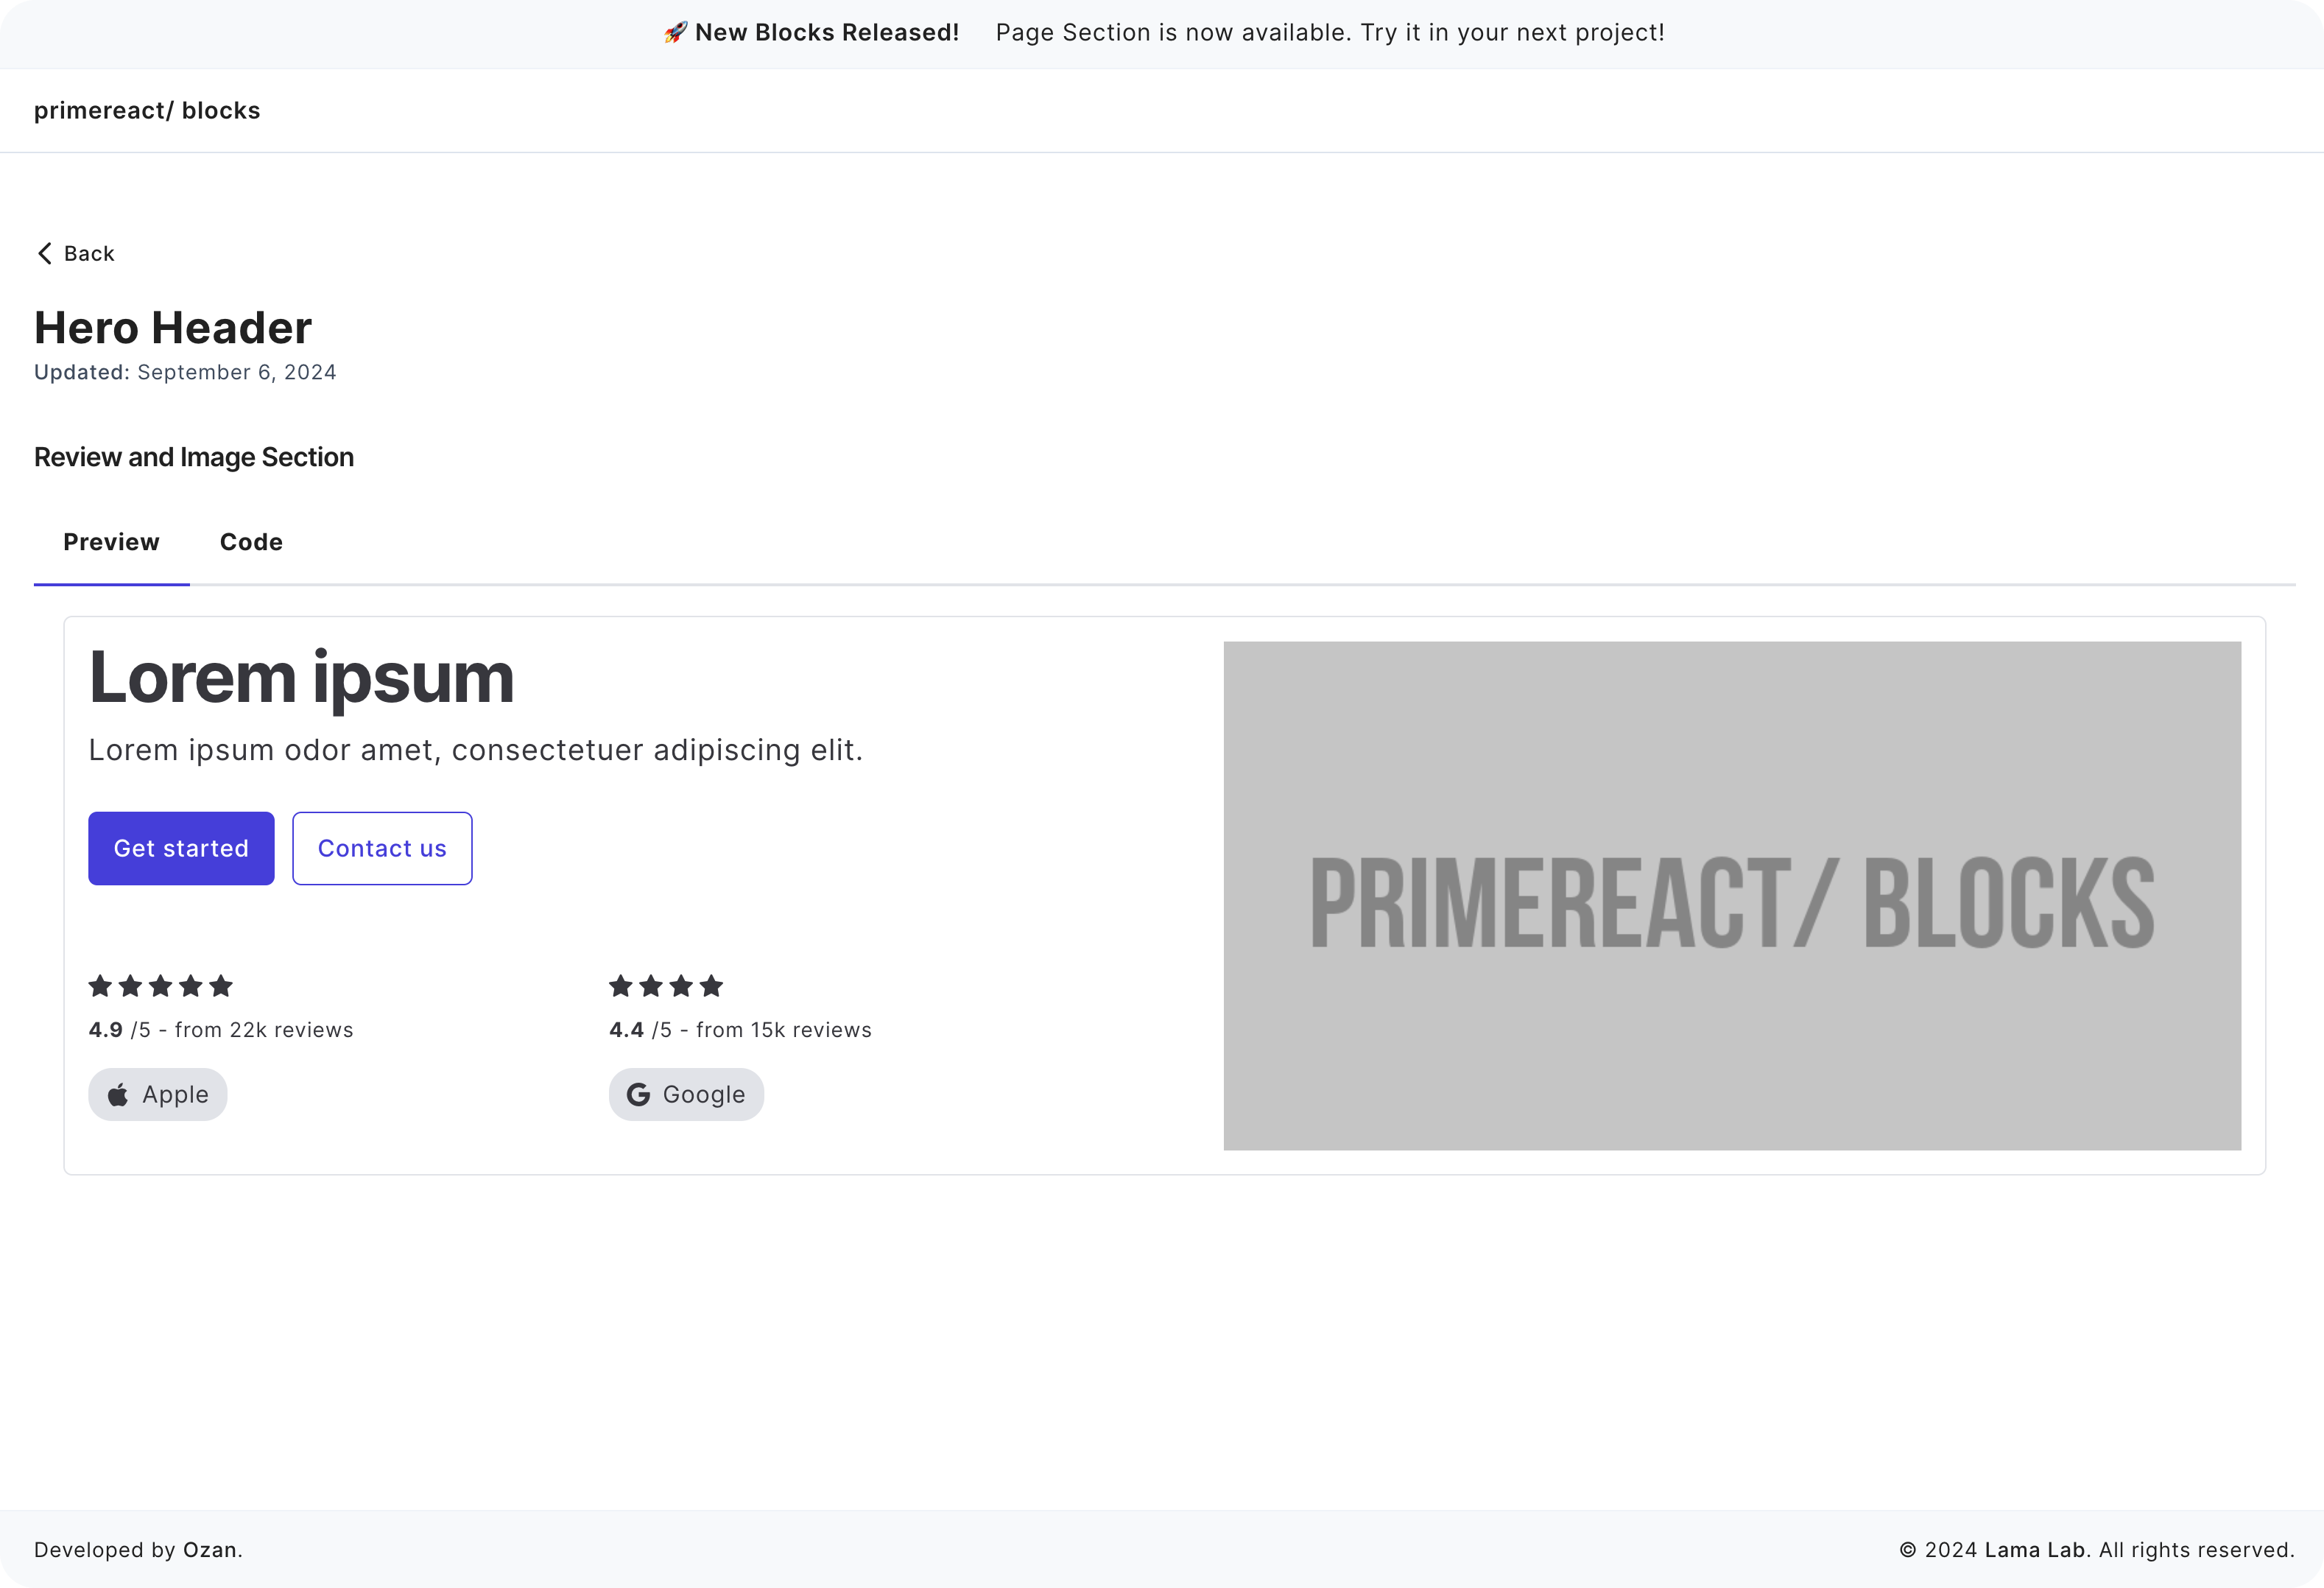 🚀 New Blocks Released! Page Section is now available. Try it in your next project!
primereact/ blocks
Back
Hero Header
Updated: September 6, 2024
Review and Image Section
Preview Code
Lorem ipsum
Lorem ipsum odor amet, consectetuer adipiscing elit.
Get started Contact us
4.9 /5 - from 22k reviews
Apple
4.4 /5 - from 15k reviews
Google
PRIMEREACT/ BLOCKS
Developed by Ozan.
© 2024 Lama Lab. All rights reserved.